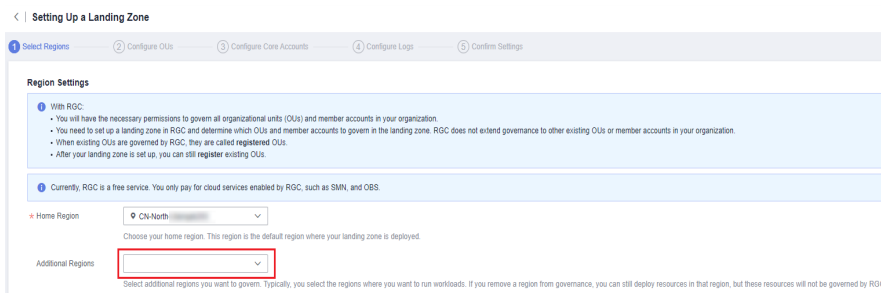 Setting Up a Landing Zone
1 Select Regions 2 Configure OUs 3 Configure Core Accounts 4 Configure Logs 5 Confirm Settings
Region Settings
With RGC:
• You will have the necessary permissions to govern all organizational units (OUs) and member accounts in your organization.
• You need to set up a landing zone in RGC and determine which OUs and member accounts to govern in the landing zone. RGC does not extend governance to other existing OUs or member accounts in your organization.
• When existing OUs are governed by RGC, they are called registered OUs.
• After your landing zone is set up, you can still register existing OUs.
Currently, RGC is a free service. You only pay for cloud services enabled by RGC, such as SMN, and OBS.
* Home Region CN-North
Choose your home region. This region is the default region where your landing zone is deployed.
Additional Regions
Select additional regions you want to govern. Typically, you select the regions where you want to run workloads. If you remove a region from governance, you can still deploy resources in that region, but these resources will not be governed by RGC